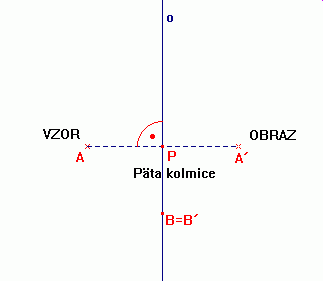 o
VZOR
OBRAZ
A
P
A´
Päta kolmice
B=B´